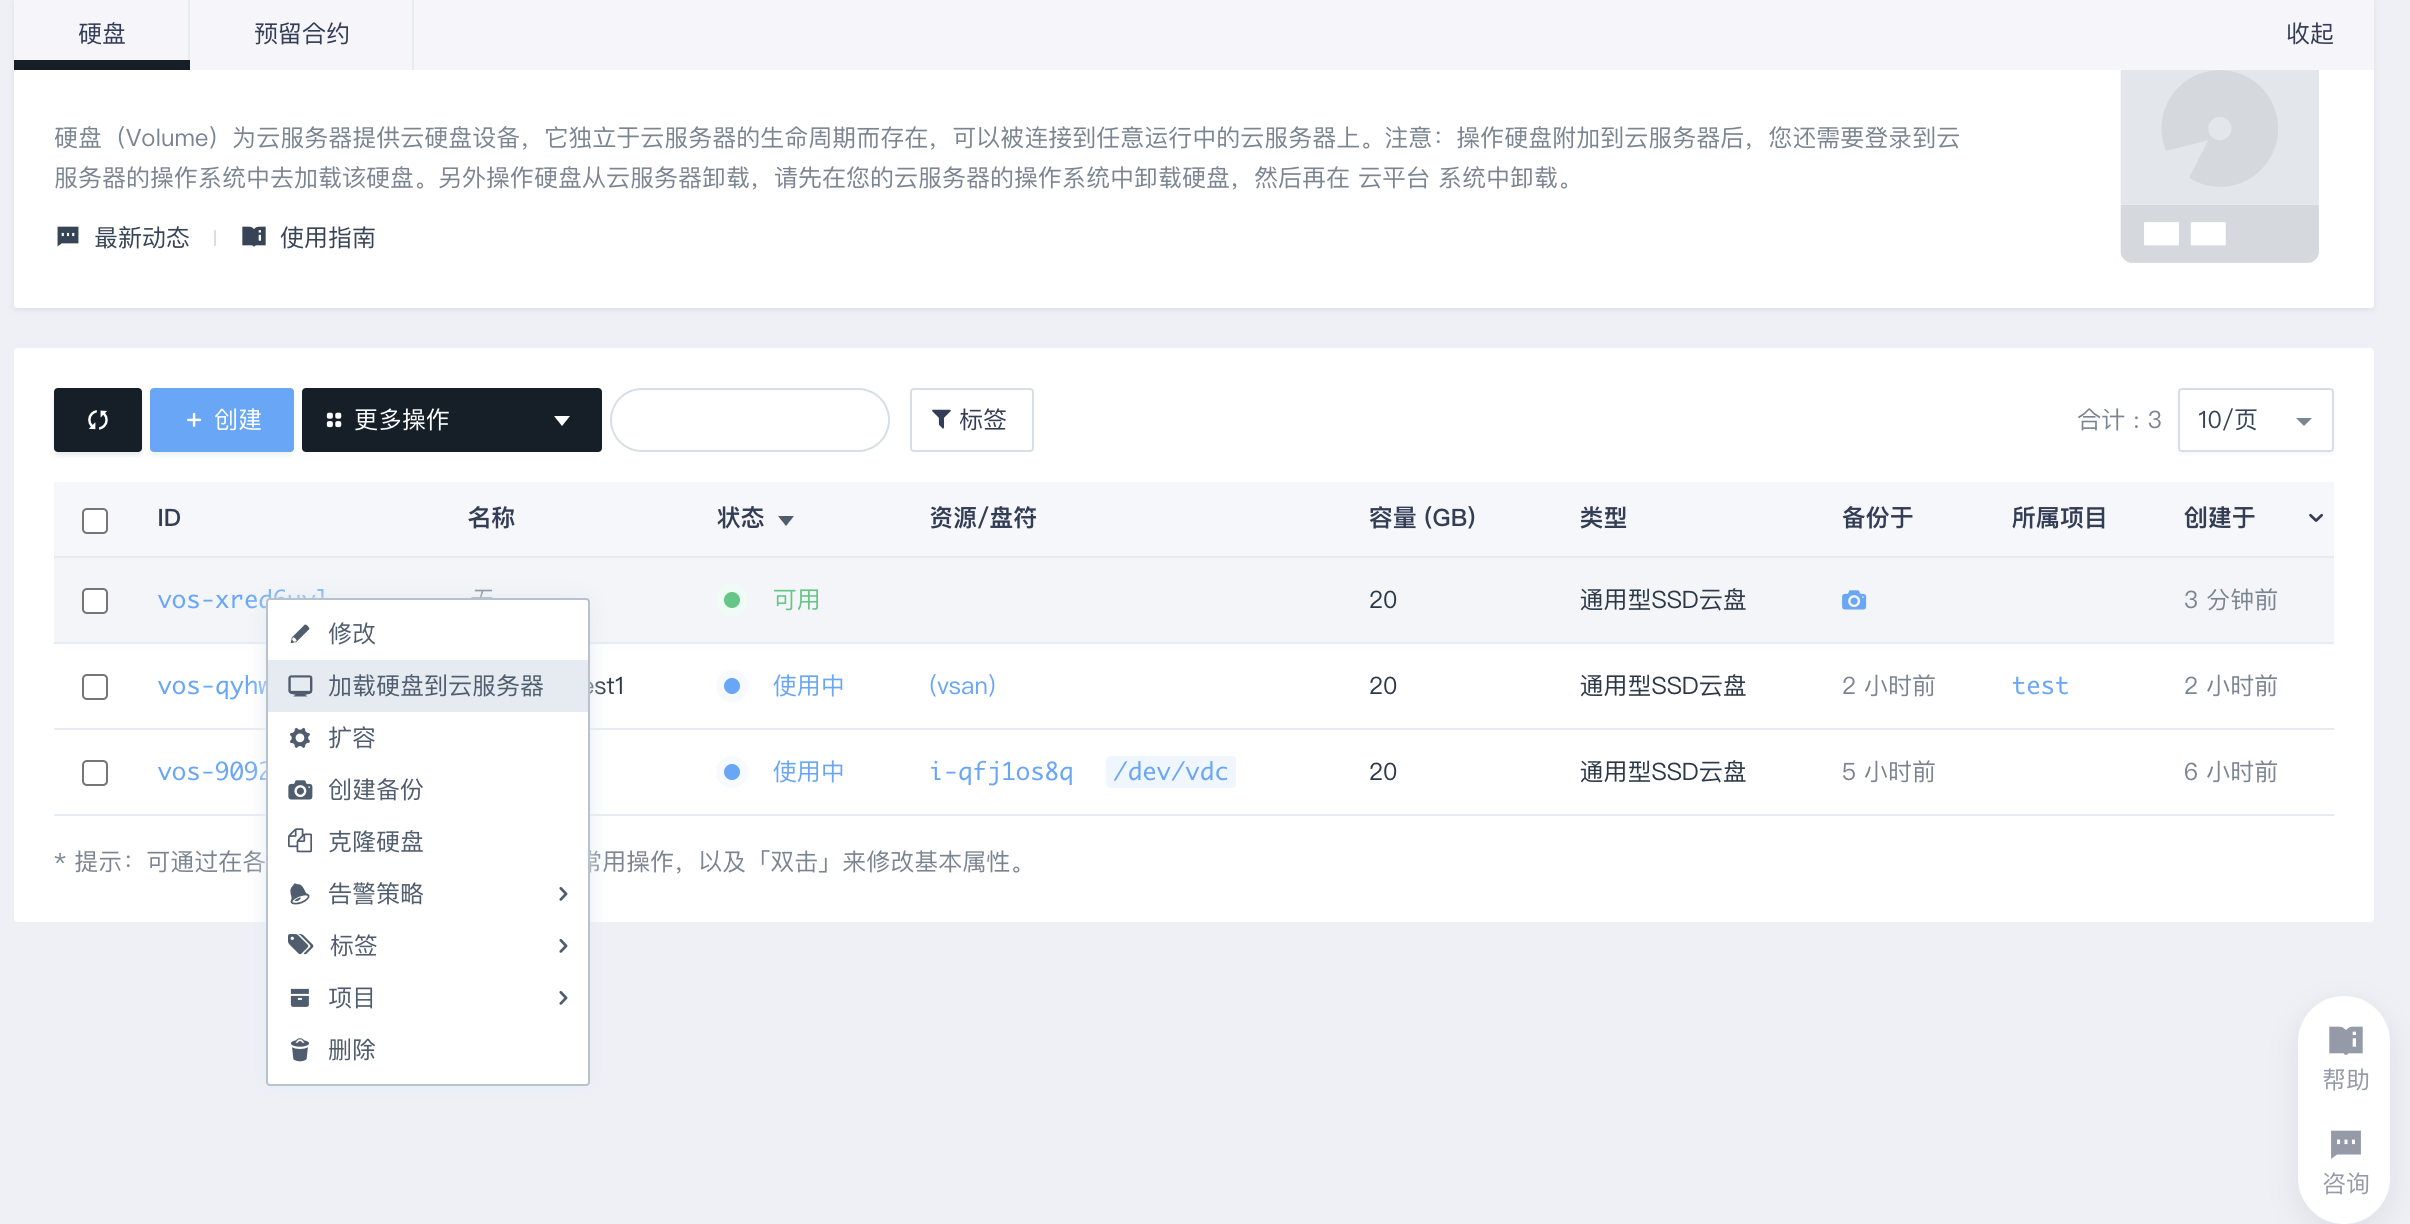 硬盘 预留合约 收起
硬盘（Volume）为云服务器提供云硬盘设备，它独立于云服务器的生命周期而存在，可以被连接到任意运行中的云服务器上。注意：操作硬盘附加到云服务器后，您还需要登录到云
服务器的操作系统中去加载该硬盘。另外操作硬盘从云服务器卸载，请先在您的云服务器的操作系统中卸载硬盘，然后再在 云平台 系统中卸载。
最新动态 使用指南
+ 创建 更多操作 标签 合计：3 10/页
ID 名称 状态 资源/盘符 容量 (GB) 类型 备份于 所属项目 创建于
可用 20 通用型SSD云盘 3 分钟前
vos-qyhw est1 使用中 (vsan) 20 通用型SSD云盘 2 小时前 test 2 小时前
vos-9092 使用中 i-qfj1os8q /dev/vdc 20 通用型SSD云盘 5 小时前 6 小时前
* 提示：可通过在各 常用操作，以及「双击」来修改基本属性。
修改
加载硬盘到云服务器
扩容
创建备份
克隆硬盘
告警策略
标签
项目
删除
帮助
咨询